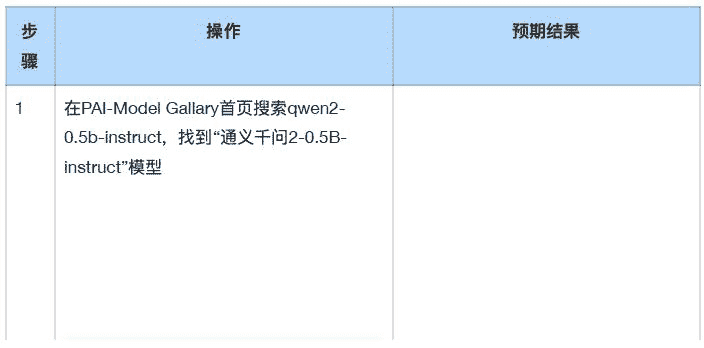 步骤 操作 预期结果
1 在PAI-Model Gallary首页搜索qwen2-
0.5b-instruct，找到“通义千问2-0.5B-
instruct”模型